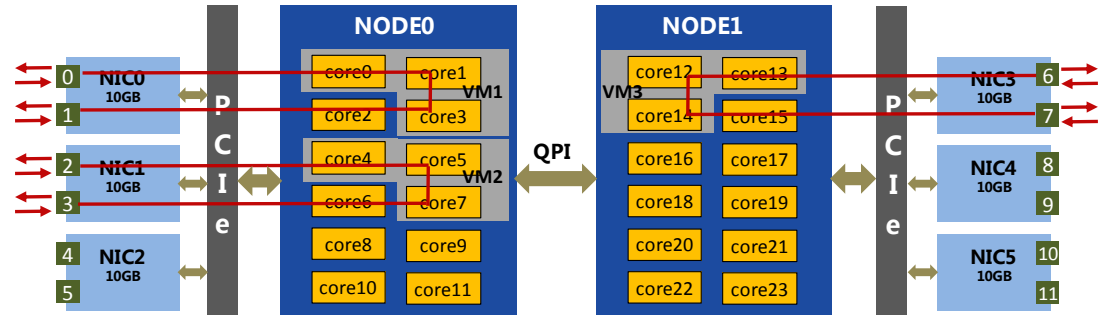 NODE0
NODE1
0
NIC0
10GB
1
2
NIC1
10GB
3
4
NIC2
10GB
5
P
C
I
e
core0
core1
VM1
core2
core3
core4
core5
VM2
core6
core7
core8
core9
core10
core11
QPI
core12
core13
VM3
core14
core15
core16
core17
core18
core19
core20
core21
core22
core23
P
C
I
e
NIC3
10GB
6
7
NIC4
10GB
8
9
NIC5
10GB
10
11